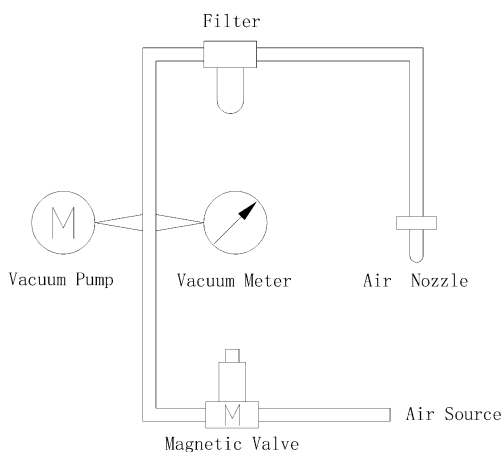 Filter
M
Vacuum Pump
Vacuum Meter
Air Nozzle
M
Air Source
Magnetic Valve